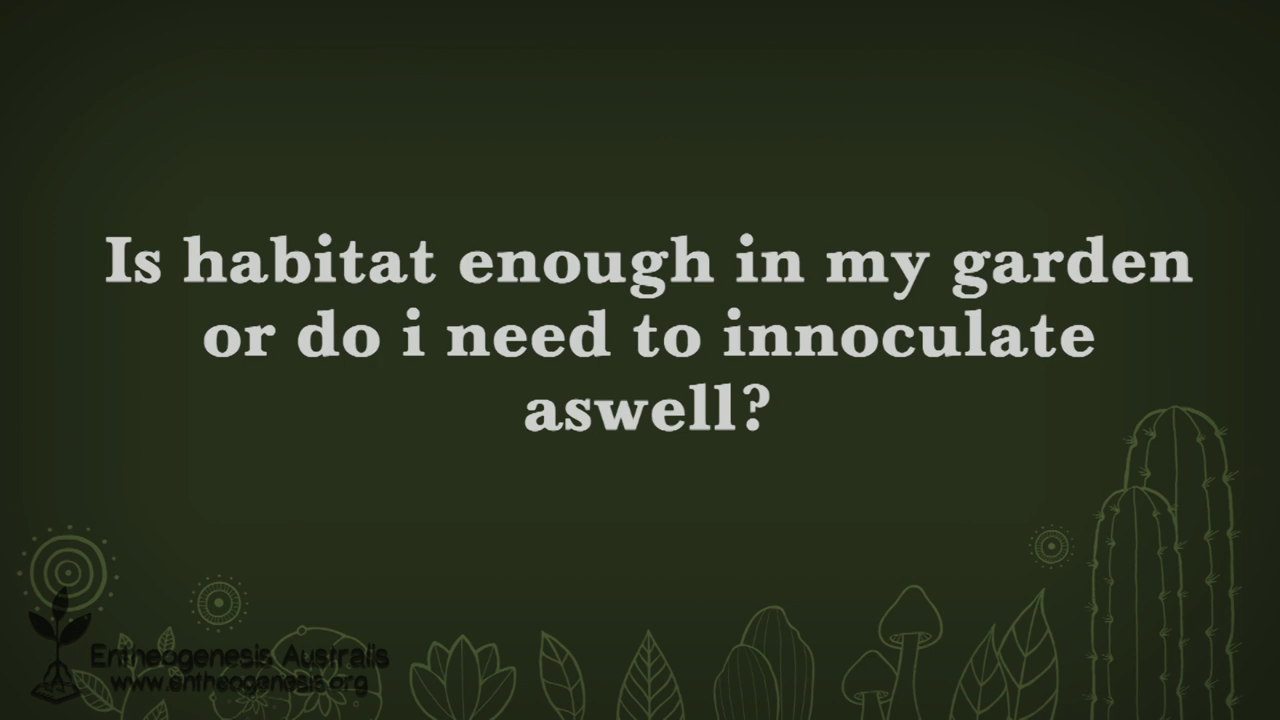 Is habitat enough in my garden
or do i need to innoculate
aswell?
Entheogenesis Australis
www.entheogenesis.org